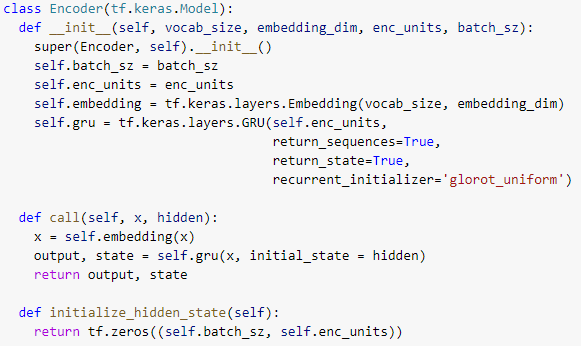 class Encoder(tf.keras.Model):
  def __init__(self, vocab_size, embedding_dim, enc_units, batch_sz):
    super(Encoder, self).__init__()
    self.batch_sz = batch_sz
    self.enc_units = enc_units
    self.embedding = tf.keras.layers.Embedding(vocab_size, embedding_dim)
    self.gru = tf.keras.layers.GRU(self.enc_units,
                                   return_sequences=True,
                                   return_state=True,
                                   recurrent_initializer='glorot_uniform')

  def call(self, x, hidden):
    x = self.embedding(x)
    output, state = self.gru(x, initial_state = hidden)
    return output, state

  def initialize_hidden_state(self):
    return tf.zeros((self.batch_sz, self.enc_units))